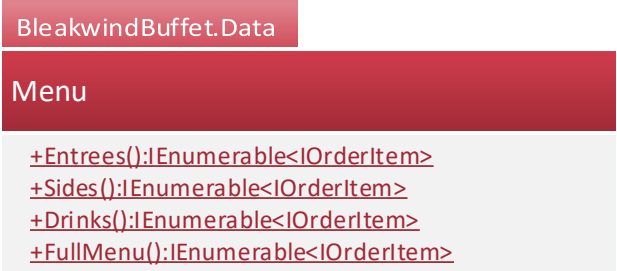 BleakwindBuffet.Data
Menu
+Entrees():IEnumerable<IOrderItem>
+Sides():IEnumerable<IOrderItem>
+Drinks():IEnumerable<IOrderItem>
+FullMenu():IEnumerable<IOrderItem>